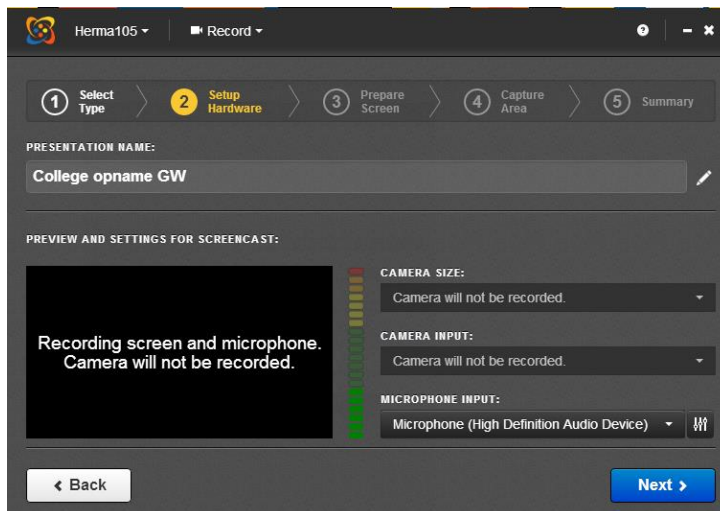 Herma105
Record
1 Select Type
2 Setup Hardware
3 Prepare Screen
4 Capture Area
5 Summary
PRESENTATION NAME:
College opname GW
PREVIEW AND SETTINGS FOR SCREENCAST:
Recording screen and microphone.
Camera will not be recorded.
CAMERA SIZE:
Camera will not be recorded.
CAMERA INPUT:
Camera will not be recorded.
MICROPHONE INPUT:
Microphone (High Definition Audio Device)
Back
Next